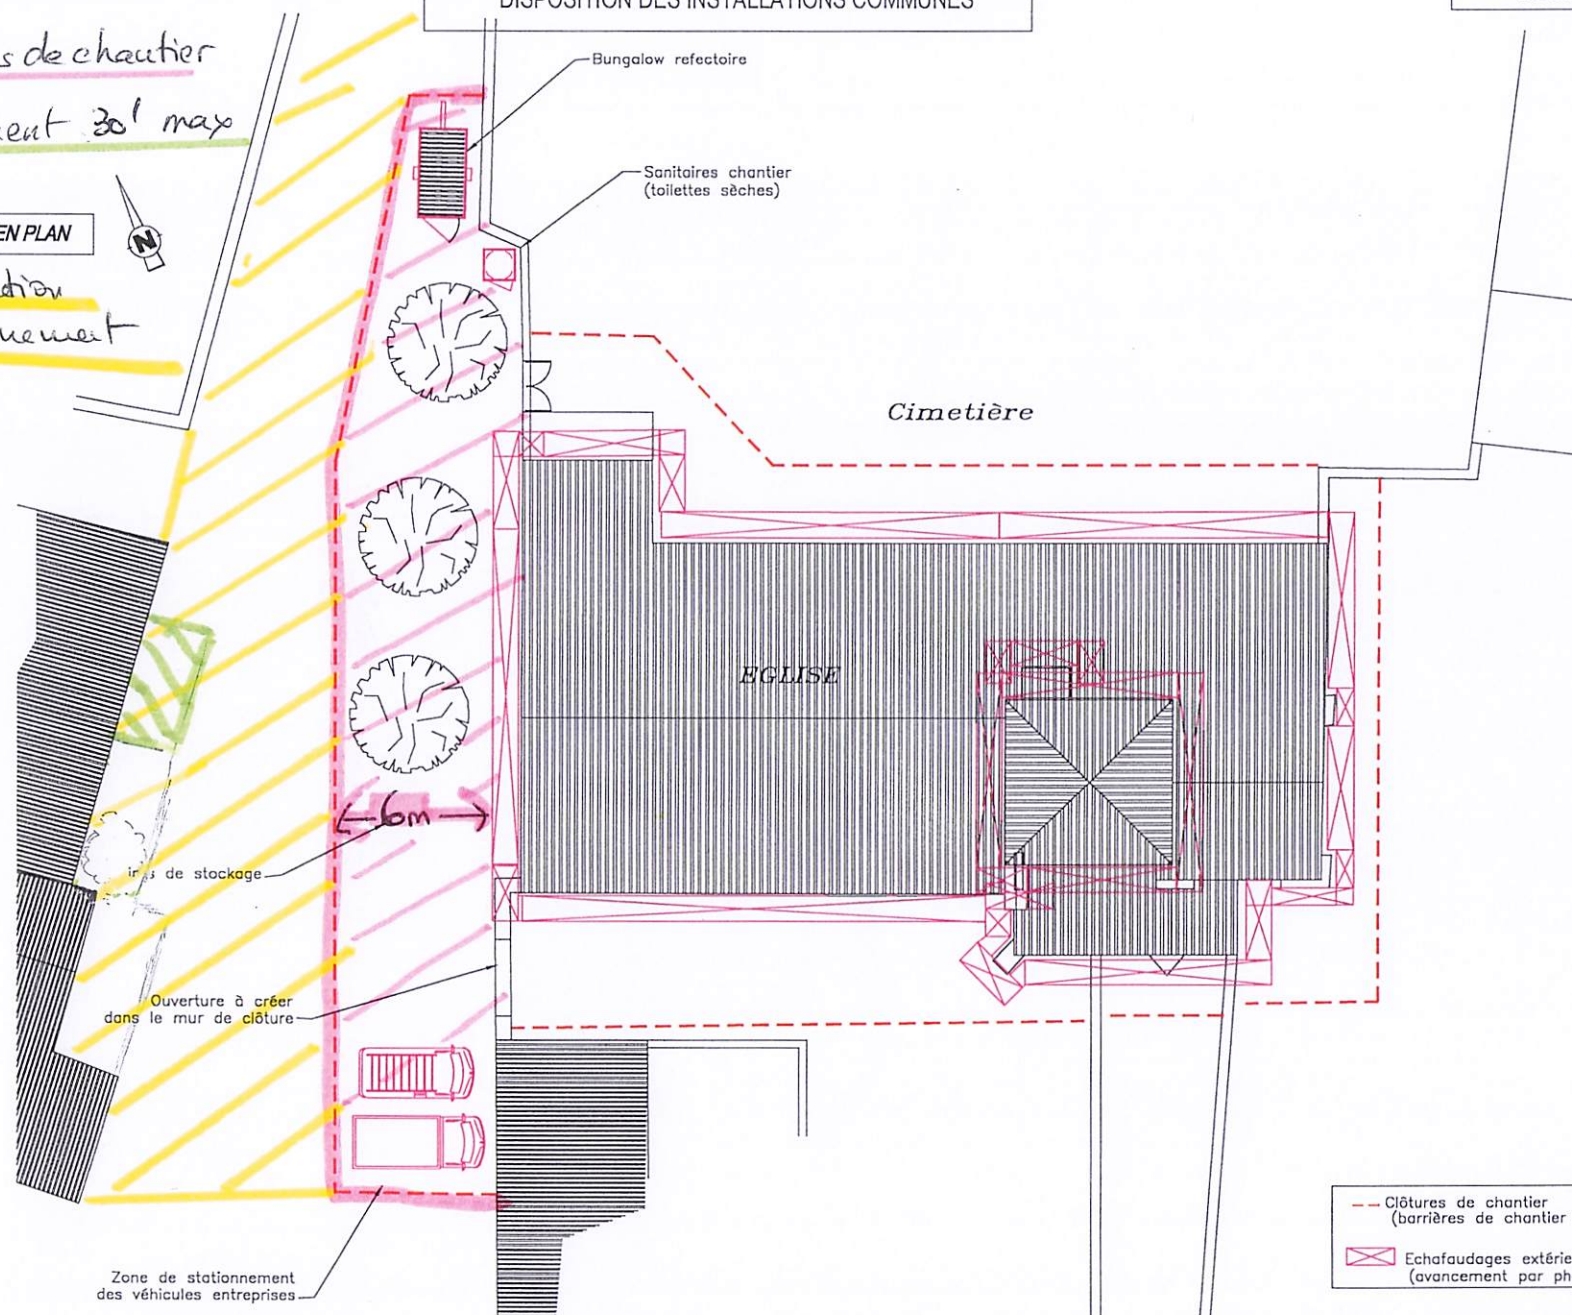 DISPOSITION DES INSTALLATIONS COMMUNES
s de chantier
30' max
EN PLAN
N
Bungalow refectoire
Sanitaires chantier
(toilettes sèches)
Cimetière
EGLISE
6m
de stockage
Ouverture à créer
dans le mur de clôture
Zone de stationnement
des véhicules entreprises
Clôtures de chantier
(barrières de chantier
Echafaudages extérie
(avancement par ph